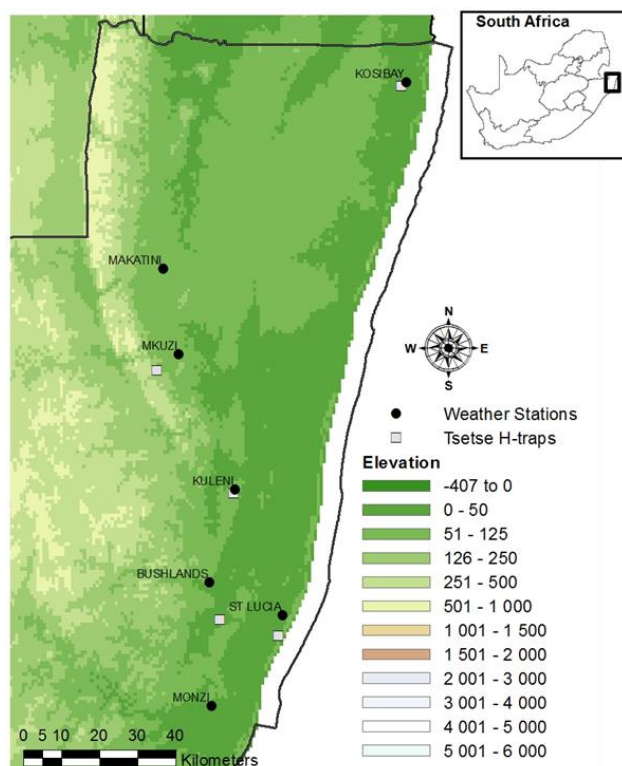 South Africa
KOSIBAY
MAKATINI
MKUZI
N
W E
S
Weather Stations
Tsetse H-traps
KULENI
Elevation
-407 to 0
0 - 50
51 - 125
126 - 250
251 - 500
501 - 1 000
1 001 - 1 500
1 501 - 2 000
2 001 - 3 000
3 001 - 4 000
4 001 - 5 000
5 001 - 6 000
BUSHLANDS
ST LUCIA
MONZI
0 5 10 20 30 40
Kilometers